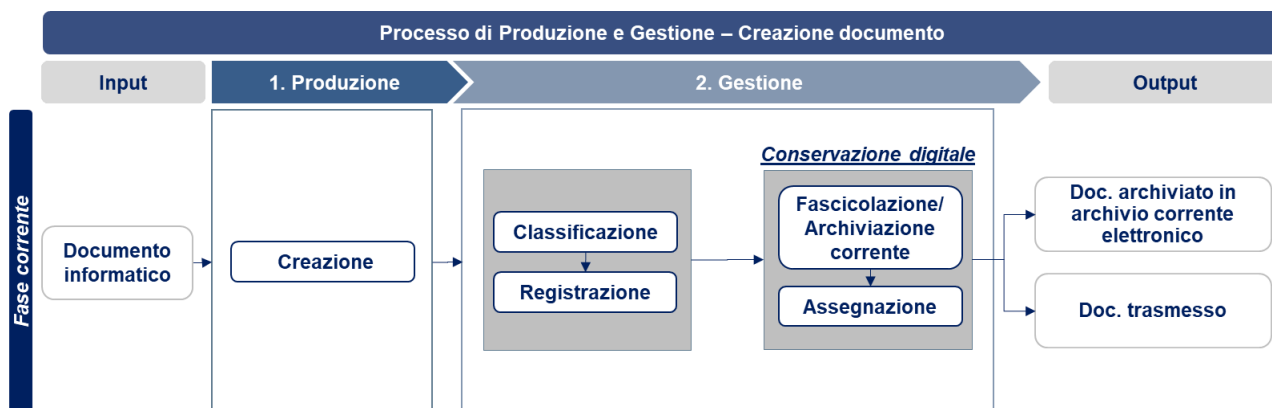 Processo di Produzione e Gestione – Creazione documento
Input
1. Produzione
2. Gestione
Output
Fase corrente
Documento
informatico
Creazione
Classificazione
Registrazione
Conservazione digitale
Fascicolazione/
Archiviazione
corrente
Assegnazione
Doc. archiviato in
archivio corrente
elettronico
Doc. trasmesso